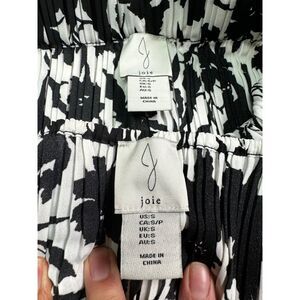 J
joie
MADE IN
CHINA
J
joie
US:S
CA:S/P
UK:S
EU:S
AU:S
MADE IN
CHINA